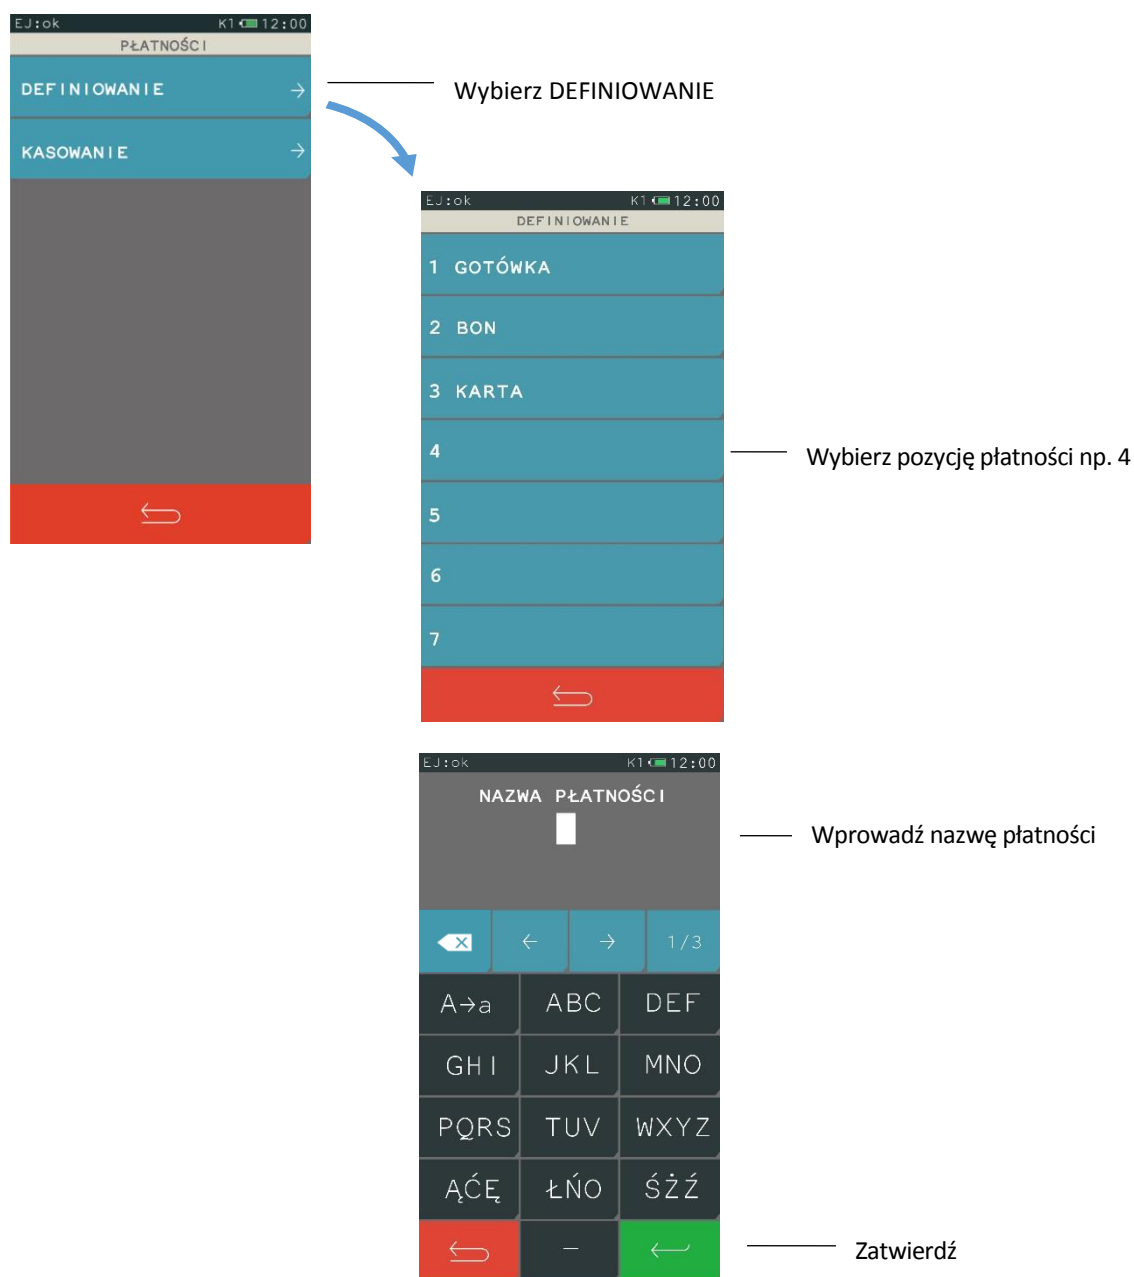 EJ:ok K1 12:00
PŁATNOŚCI
DEFINIOWANIE →
Wybierz DEFINIOWANIE
KASOWANIE →
EJ:ok K1 12:00
DEFINIOWANIE
1 GOTÓWKA
2 BON
3 KARTA
4
Wybierz pozycję płatności np. 4
5
6
7
EJ:ok K1 12:00
NAZWA PŁATNOŚCI
Wprowadź nazwę płatności
← → 1/3
A→a ABC DEF
GHI JKL MNO
PQRS TUV WXYZ
ĄĆĘ ŁŃO ŚŻŹ
–
Zatwierdź